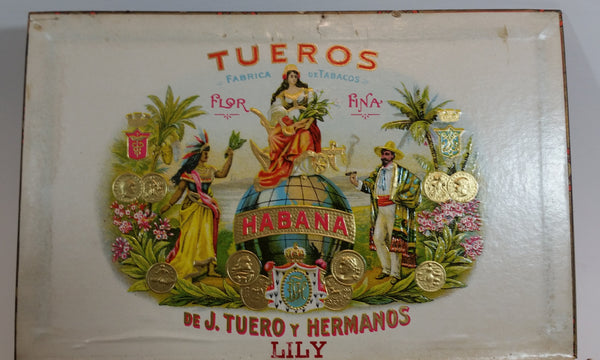 TUEROS
FABRICA DE TABACOS
FLOR FINA
HABANA
DE J. TUERO Y HERMANOS
LILY